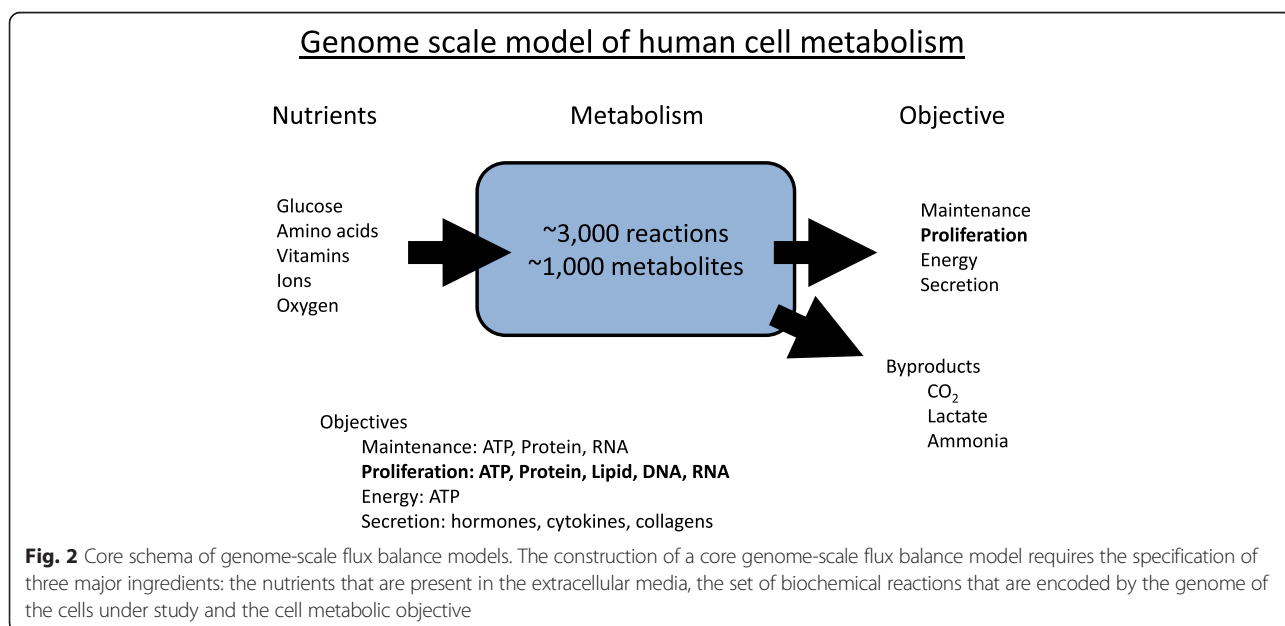 Genome scale model of human cell metabolism
Nutrients
Metabolism
Objective
Glucose
Amino acids
Vitamins
Ions
Oxygen
~3,000 reactions
~1,000 metabolites
Maintenance
Proliferation
Energy
Secretion
Byproducts
CO₂
Lactate
Ammonia
Objectives
Maintenance: ATP, Protein, RNA
Proliferation: ATP, Protein, Lipid, DNA, RNA
Energy: ATP
Secretion: hormones, cytokines, collagens
Fig. 2 Core schema of genome-scale flux balance models. The construction of a core genome-scale flux balance model requires the specification of
three major ingredients: the nutrients that are present in the extracellular media, the set of biochemical reactions that are encoded by the genome of
the cells under study and the cell metabolic objective